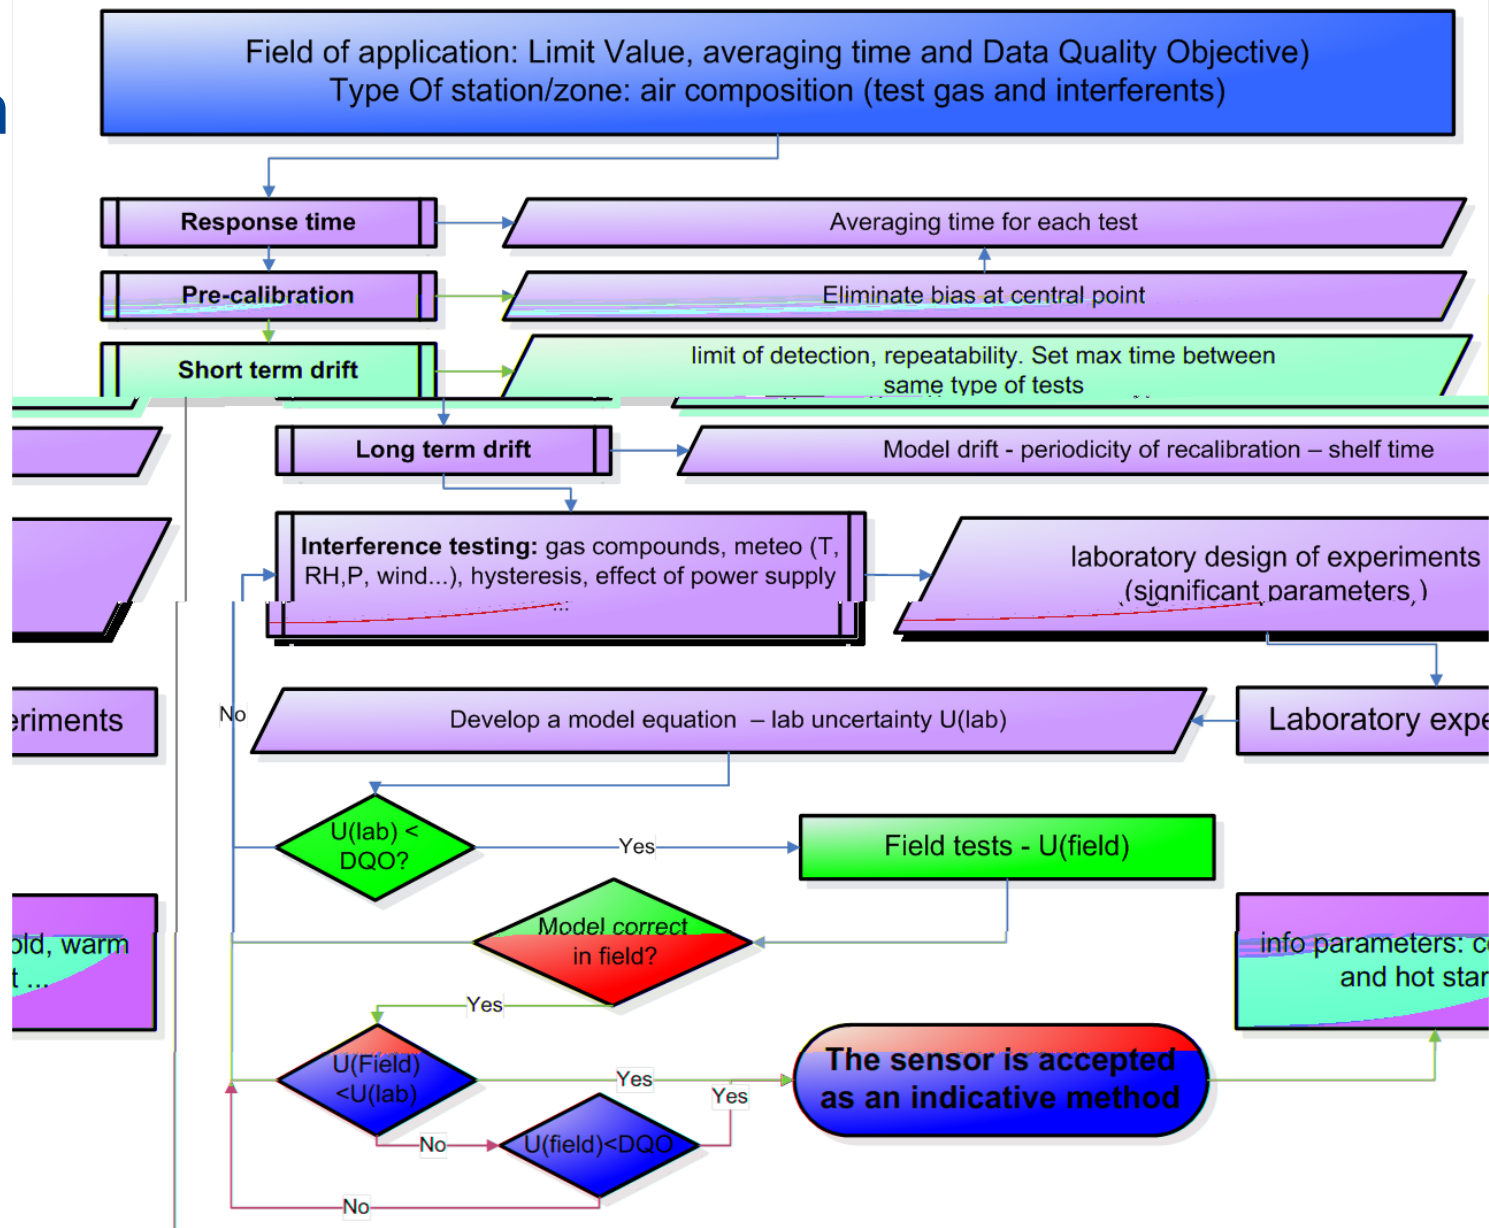 Field of application: Limit Value, averaging time and Data Quality Objective)
Type Of station/zone: air composition (test gas and interferents)
Response time
Averaging time for each test
Pre-calibration
Eliminate bias at central point
Short term drift
limit of detection, repeatability. Set max time between
same type of tests
Long term drift
Model drift - periodicity of recalibration – shelf time
Interference testing: gas compounds, meteo (T,
RH,P, wind...), hysteresis, effect of power supply
...
laboratory design of experiments
(significant parameters,)
eriments
No
Develop a model equation – lab uncertainty U(lab)
Laboratory expe
U(lab) <
DQO?
Yes
Field tests - U(field)
Model correct
in field?
old, warm
t ...
info parameters: co
and hot star
Yes
U(Field)
<U(lab)
Yes
Yes
The sensor is accepted
as an indicative method
No
U(field)<DQO
No